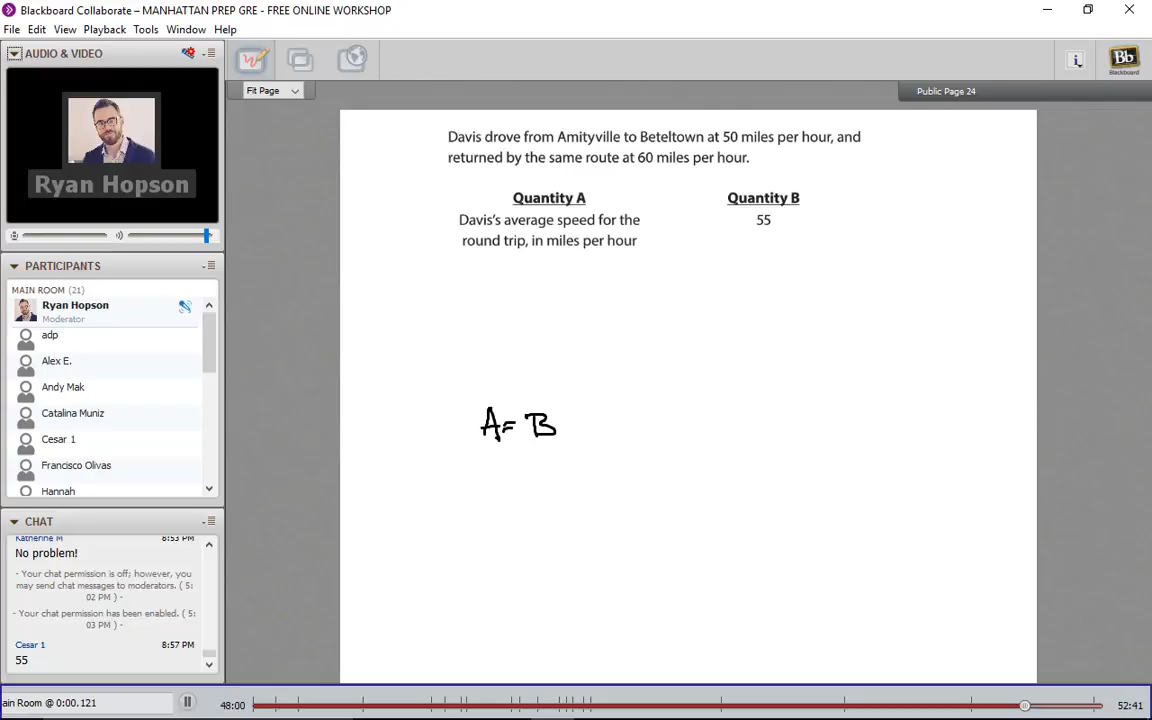 Blackboard Collaborate – MANHATTAN PREP GRE - FREE ONLINE WORKSHOP
File Edit View Playback Tools Window Help
AUDIO & VIDEO
Ryan Hopson
PARTICIPANTS
MAIN ROOM (21)
Ryan Hopson
Moderator
adp
Alex E.
Andy Mak
Catalina Muniz
Cesar 1
Francisco Olivas
Hannah
CHAT
Katherine M 8:53 PM
No problem!
- Your chat permission is off; however, you
may send chat messages to moderators. ( 5:
02 PM ) -
- Your chat permission has been enabled. ( 5:
03 PM ) -
Cesar 1 8:57 PM
55
Fit Page
Public Page 24
i
Bb
Blackboard
Davis drove from Amityville to Beteltown at 50 miles per hour, and
returned by the same route at 60 miles per hour.
Quantity A Quantity B
Davis's average speed for the 55
round trip, in miles per hour
A= B
ain Room @ 0:00.121
48:00
52:41